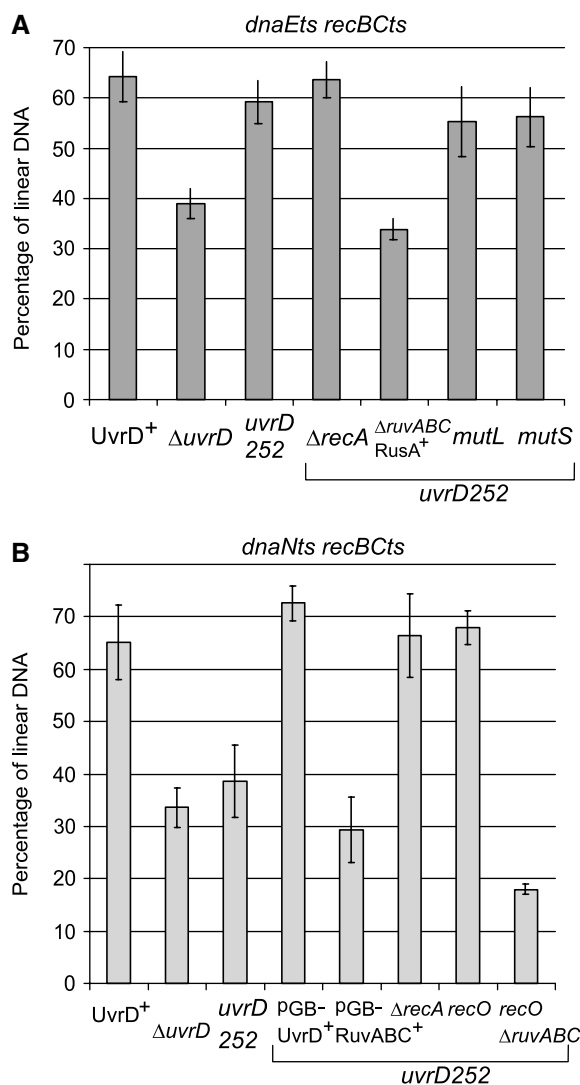 A
dnaEts recBCts
Percentage of linear DNA
70
60
50
40
30
20
10
0
UvrD+ ΔuvrD uvrD 252 ΔrecA ΔruvABC RusA+ mutL mutS
uvrD252
B
dnaNts recBCts
Percentage of linear DNA
70
60
50
40
30
20
10
0
UvrD+ ΔuvrD uvrD 252 pGB-UvrD+ pGB-RuvABC+ ΔrecA recO recO ΔruvABC
uvrD252